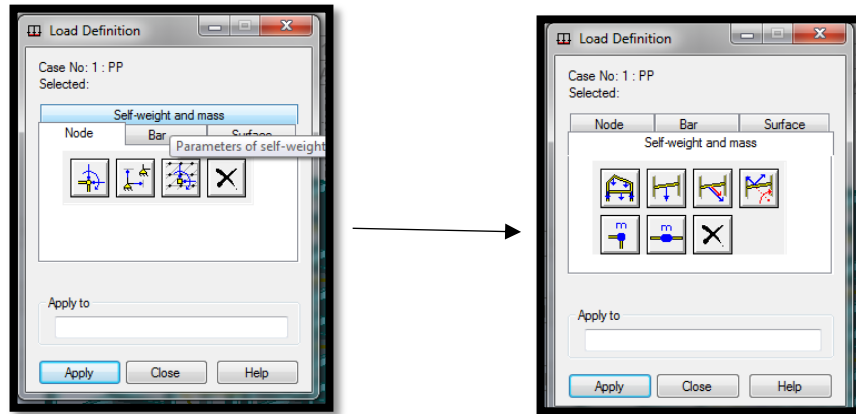 Load Definition
Case No: 1 : PP
Selected:
Self-weight and mass
Node Bar Surface
Parameters of self-weight
Apply to
Apply Close Help
Load Definition
Case No: 1 : PP
Selected:
Node Bar Surface
Self-weight and mass
m m
Apply to
Apply Close Help